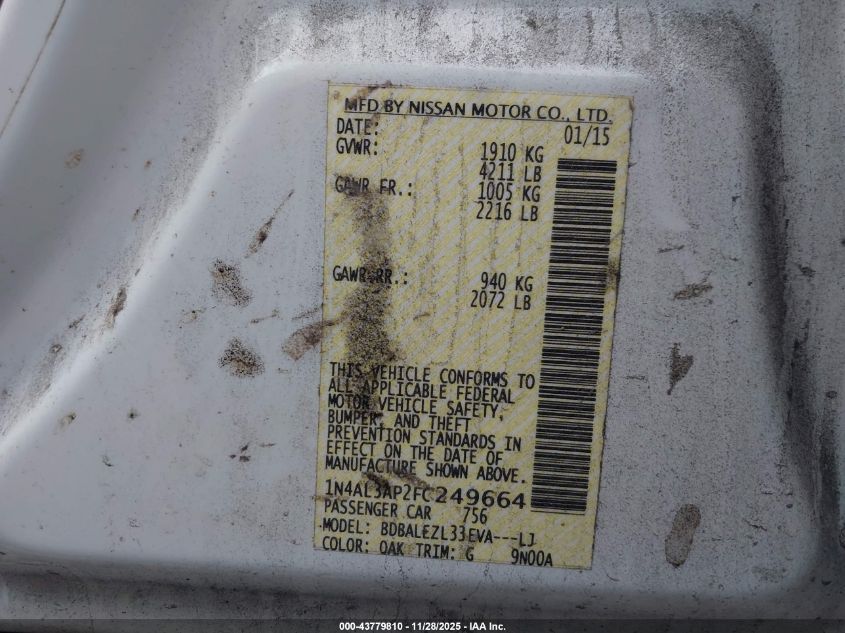 MFD BY NISSAN MOTOR CO., LTD.
DATE: 01/15
GVWR: 1910 KG
4211 LB
GAWR FR.: 1005 KG
2216 LB
GAWR RR.: 940 KG
2072 LB
THIS VEHICLE CONFORMS TO
ALL APPLICABLE FEDERAL
MOTOR VEHICLE SAFETY,
BUMPER, AND THEFT
PREVENTION STANDARDS IN
EFFECT ON THE DATE OF
MANUFACTURE SHOWN ABOVE.
1N4AL3AP2FC249664
PASSENGER CAR 756
MODEL: BDBALEZL33EVA---LJ
COLOR: QAK TRIM: G 9N00A
000-43779810 - 11/28/2025 - IAA Inc.